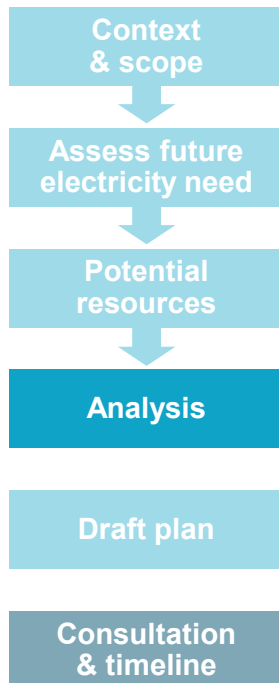 Context
& scope
Assess future
electricity need
Potential
resources
Analysis
Draft plan
Consultation
& timeline